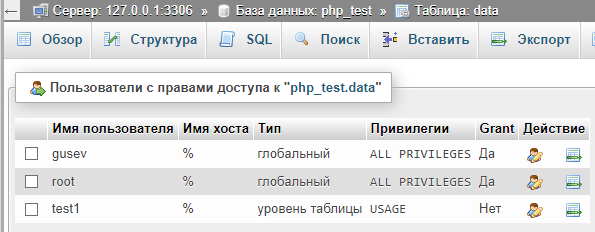 Сервер: 127.0.0.1:3306 » База данных: php_test » Таблица: data
Обзор Структура SQL Поиск Вставить Экспорт
Пользователи с правами доступа к "php_test.data"
Имя пользователя Имя хоста Тип Привилегии Grant Действие
gusev % глобальный ALL PRIVILEGES Да
root % глобальный ALL PRIVILEGES Да
test1 % уровень таблицы USAGE Нет